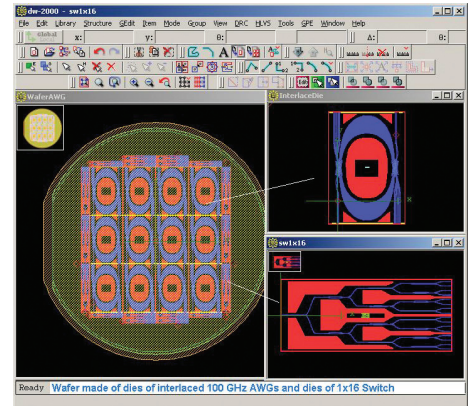 dw-2000 - sw1x16
File Edit Library Structure GEdit Item Mode Group View DRC HLVS Tools GPE Window Help
Global x: y: θ: Δ: θ:
WaferAWG
InterlaceDie
sw1x16
Ready Wafer made of dies of interlaced 100 GHz AWGs and dies of 1x16 Switch